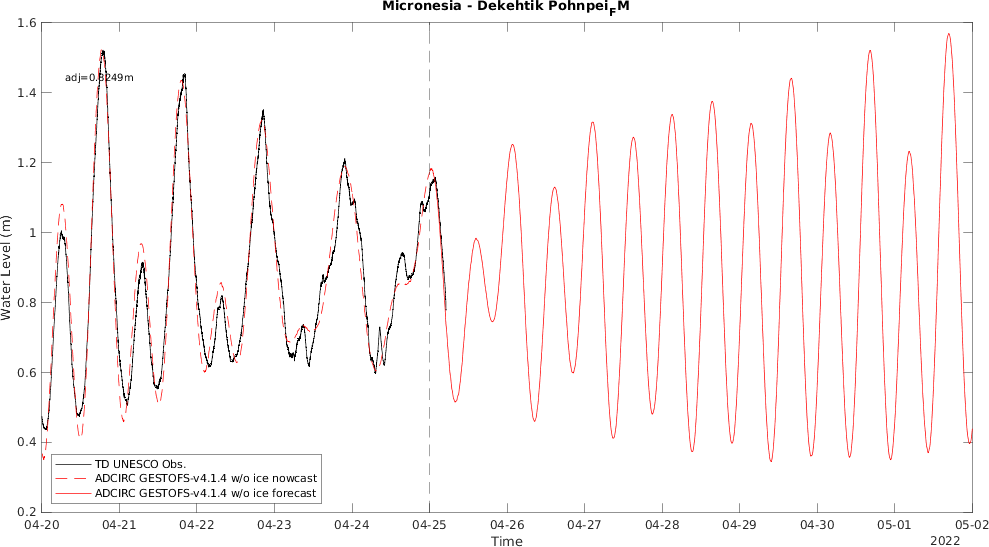 Micronesia - Dekehtik Pohnpei_FM
adj=0.3249m
Water Level (m)
1.6
1.4
1.2
1
0.8
0.6
0.4
0.2
TD UNESCO Obs.
ADCIRC GESTOFS-v4.1.4 w/o ice nowcast
ADCIRC GESTOFS-v4.1.4 w/o ice forecast
04-20 04-21 04-22 04-23 04-24 04-25 04-26 04-27 04-28 04-29 04-30 05-01 05-02
Time
2022